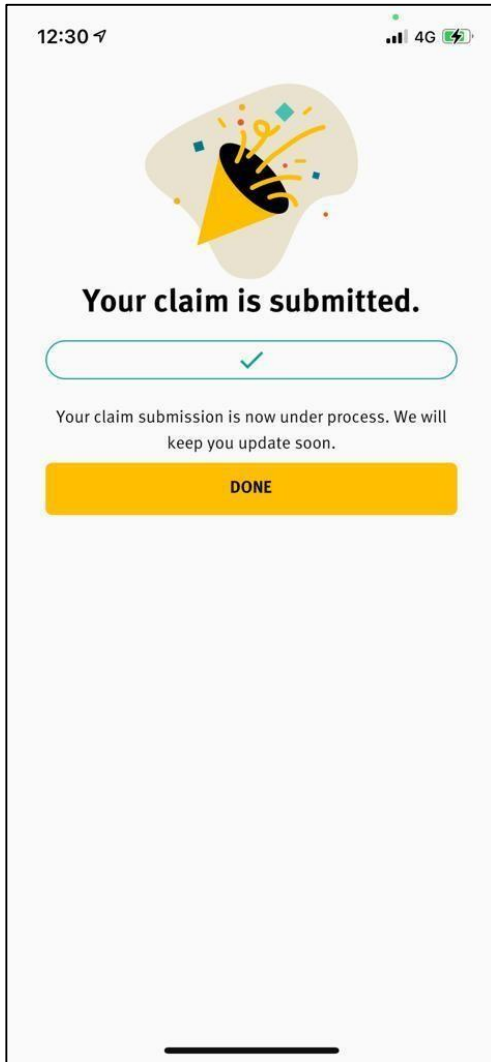 12:30
4G
Your claim is submitted.
Your claim submission is now under process. We will
keep you update soon.
DONE